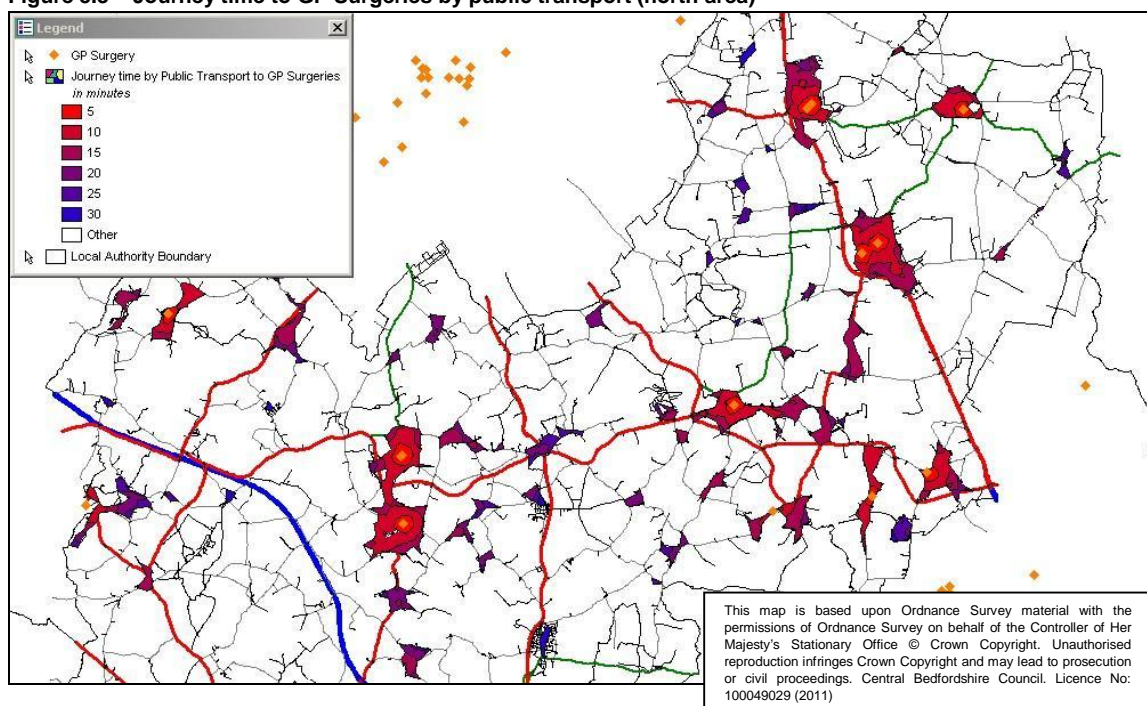 Figure – Journey time to GP Surgeries by public transport (north area)
Legend
GP Surgery
Journey time by Public Transport to GP Surgeries
in minutes
5
10
15
20
25
30
Other
Local Authority Boundary
This map is based upon Ordnance Survey material with the
permissions of Ordnance Survey on behalf of the Controller of Her
Majesty's Stationary Office © Crown Copyright. Unauthorised
reproduction infringes Crown Copyright and may lead to prosecution
or civil proceedings. Central Bedfordshire Council. Licence No:
100049029 (2011)